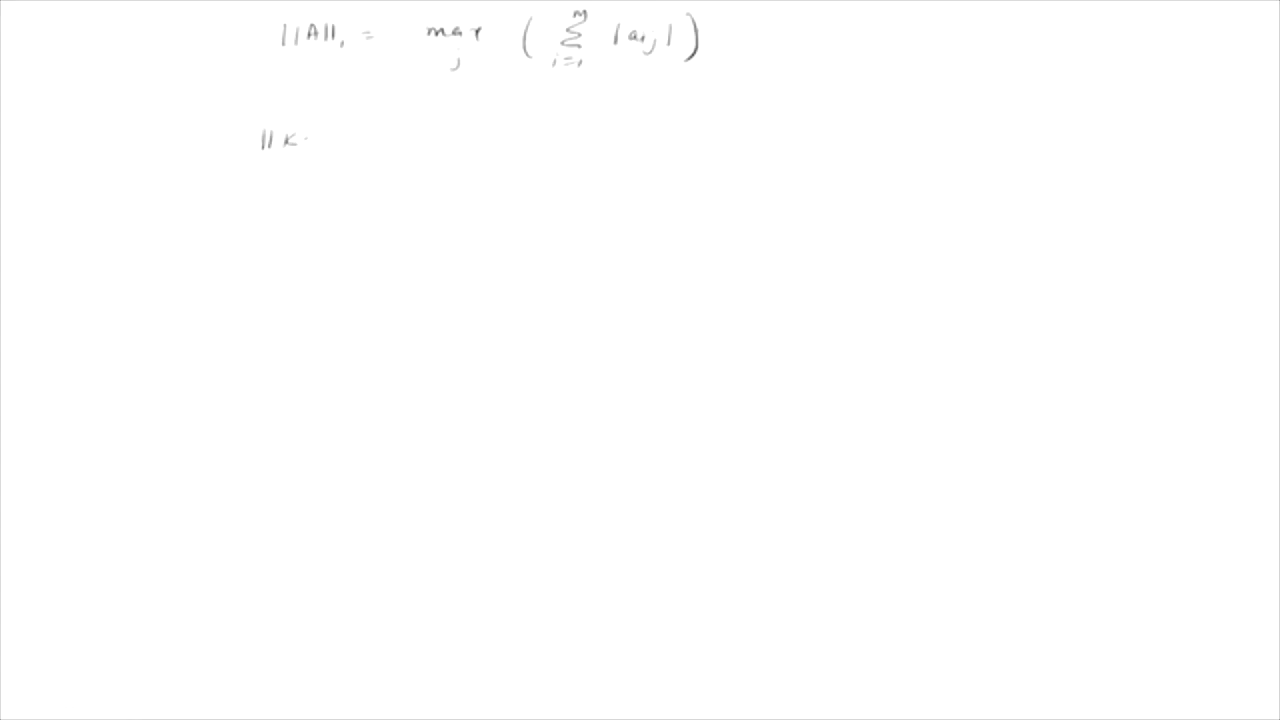 ||A||₁ = max_j ( Σ_{i=1}^{m} |a_{ij}| )
||K